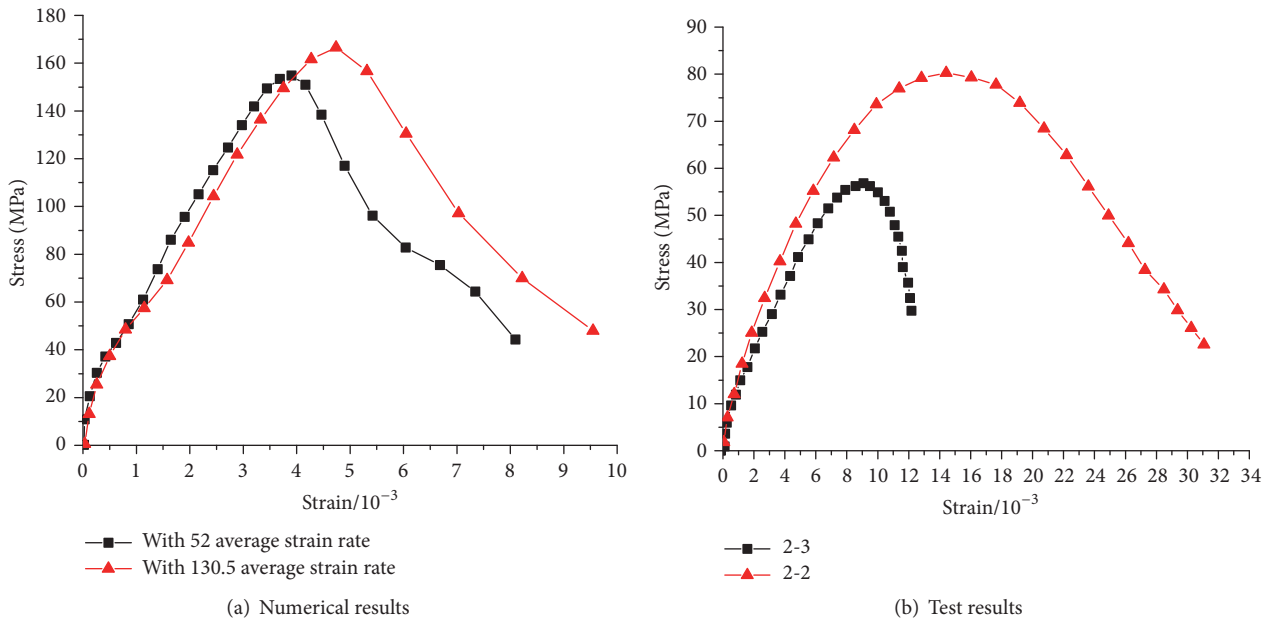 180
160
140
120
100
80
60
40
20
0
Stress (MPa)
0 1 2 3 4 5 6 7 8 9 10
Strain/10⁻³
With 52 average strain rate
With 130.5 average strain rate
(a) Numerical results
90
80
70
60
50
40
30
20
10
0
Stress (MPa)
0 2 4 6 8 10 12 14 16 18 20 22 24 26 28 30 32 34
Strain/10⁻³
2-3
2-2
(b) Test results